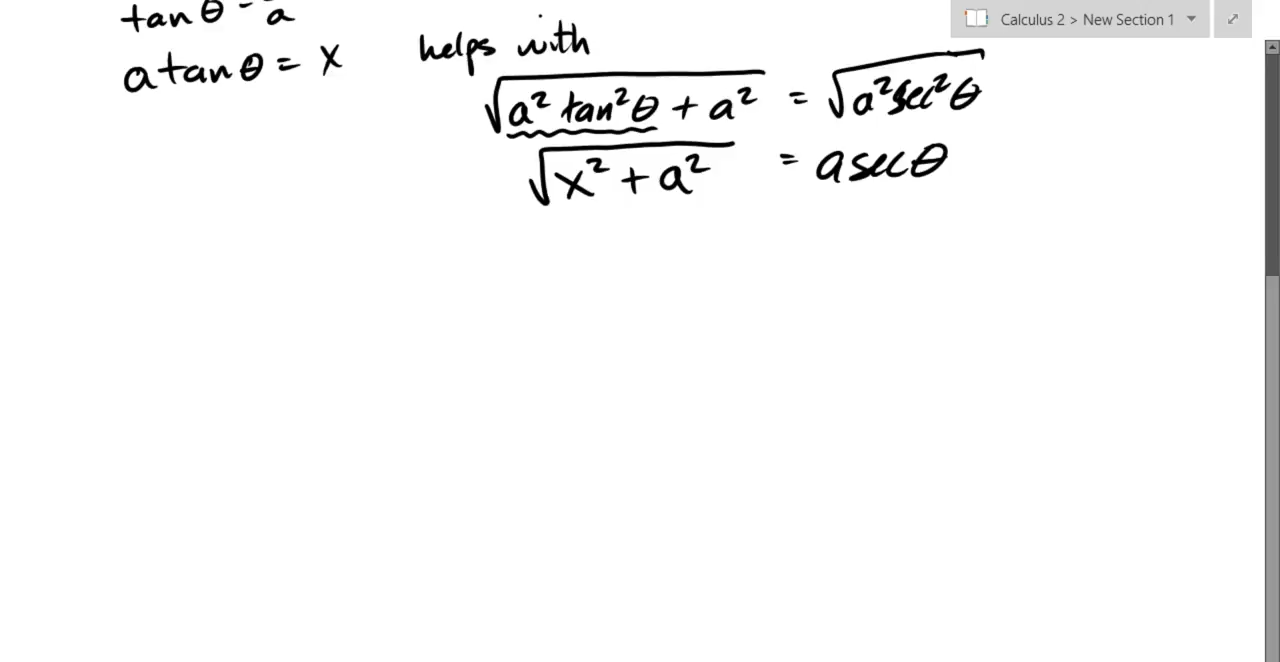 Calculus 2 > New Section 1
tan θ = /a
a tan θ = x helps with
√(a² tan²θ + a²) = √(a² sec²θ)
√(x² + a²) = a sec θ